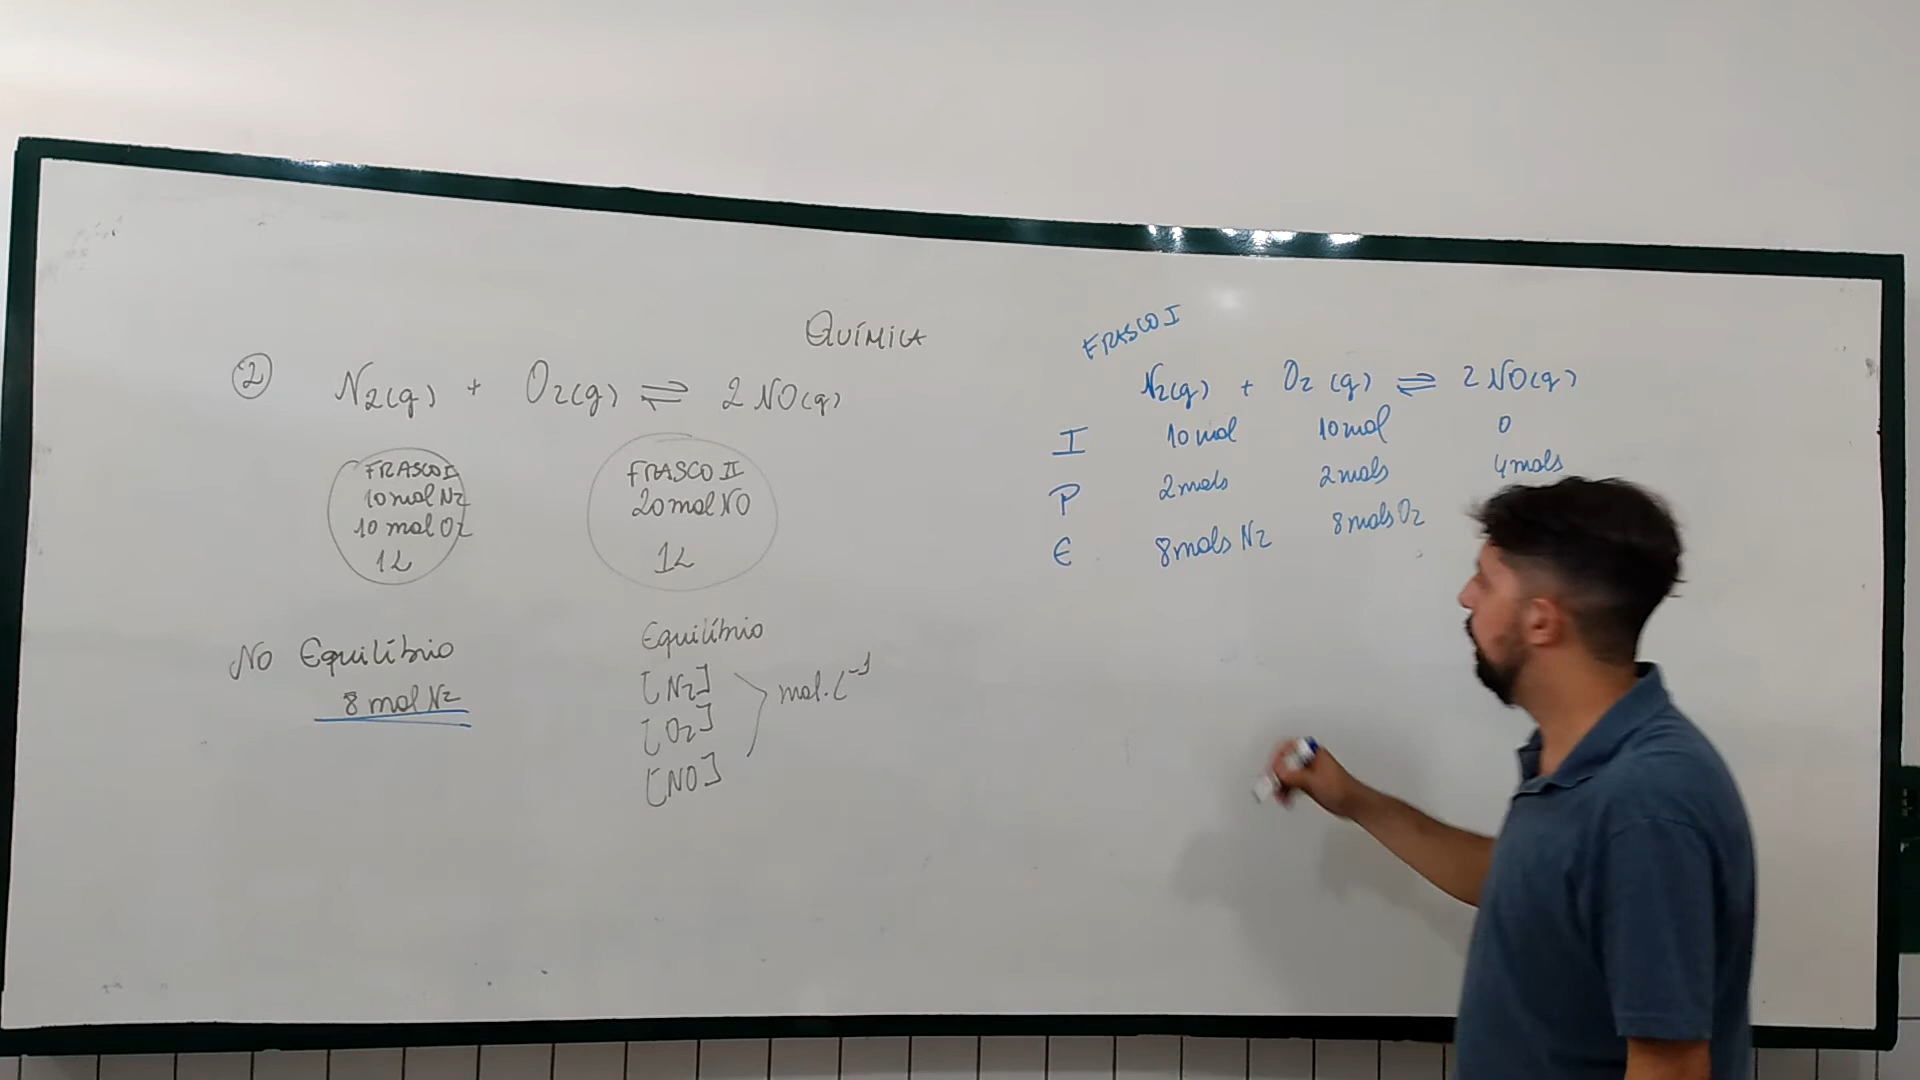 QUÍMICA
2 N2(g) + O2(g) ⇌ 2 NO(g)
FRASCO I
10 mol N2
10 mol O2
1L
FRASCO II
20 mol NO
1L
No Equilíbrio
8 mol N2
Equilíbrio
[N2]
[O2]
[NO]
mol.L⁻¹
FRASCO I
N2(g) + O2(g) ⇌ 2 NO(g)
I 10 mol 10 mol 0
P 2 mols 2 mols 4 mols
E 8 mols N2 8 mols O2